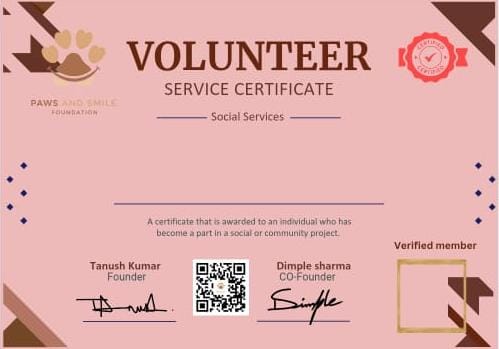 VOLUNTEER
SERVICE CERTIFICATE
Social Services
PAWS AND SMILE
FOUNDATION
CERTIFIED
CERTIFIED
A certificate that is awarded to an individual who has
become a part in a social or community project.
Verified member
Tanush Kumar
Founder
Dimple sharma
CO-Founder